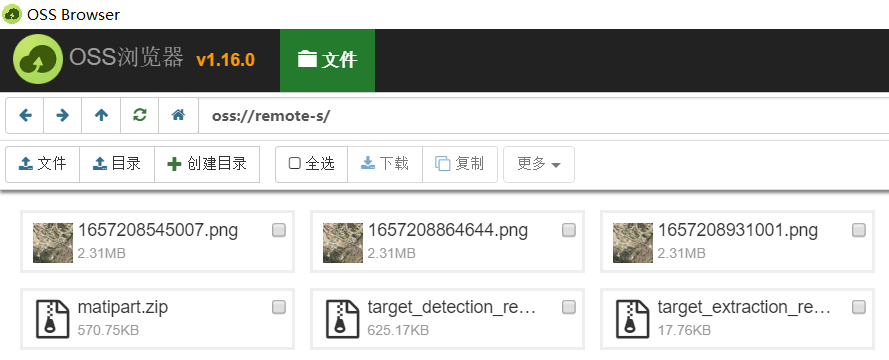 OSS Browser
OSS浏览器 v1.16.0 文件
oss://remote-s/
文件 目录 创建目录 全选 下载 复制 更多
1657208545007.png 1657208864644.png 1657208931001.png
2.31MB 2.31MB 2.31MB
matipart.zip target_detection_re… target_extraction_re…
570.75KB 625.17KB 17.76KB